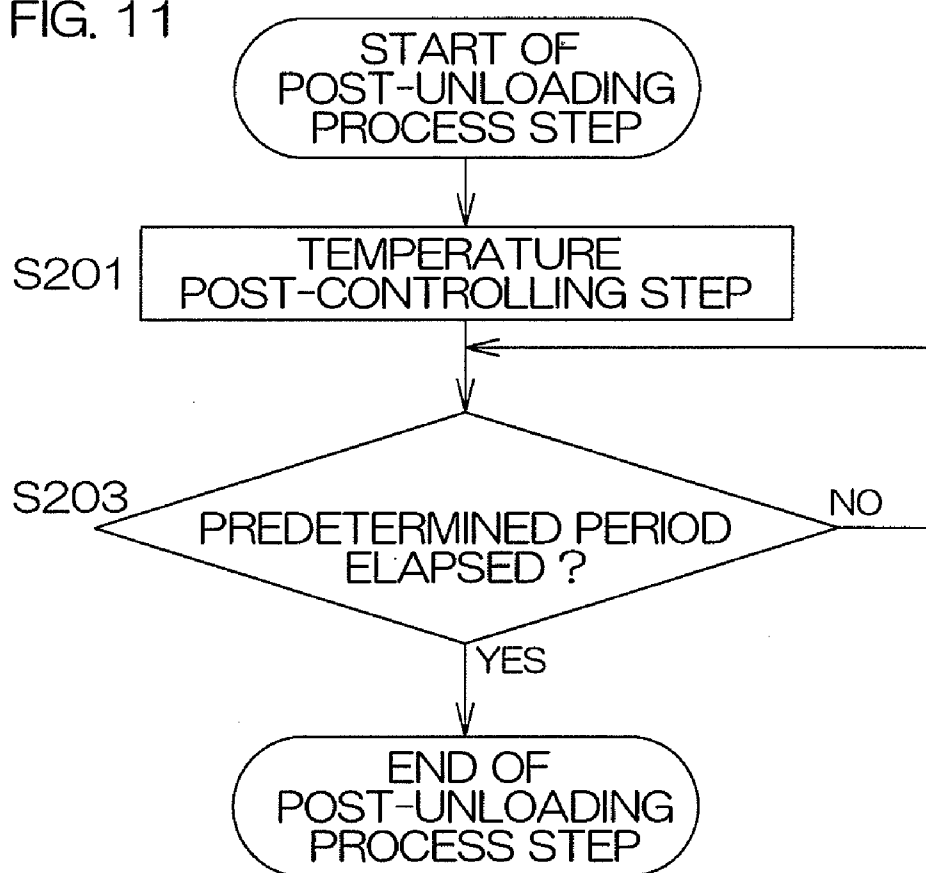 FIG. 11
START OF
POST-UNLOADING
PROCESS STEP
S201
TEMPERATURE
POST-CONTROLLING STEP
S203
PREDETERMINED PERIOD
ELAPSED ?
NO
YES
END OF
POST-UNLOADING
PROCESS STEP